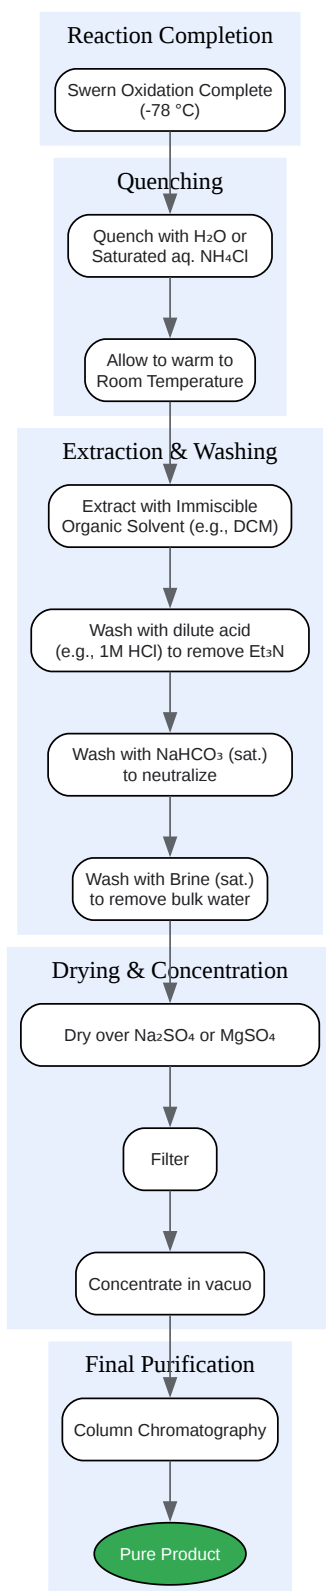 Reaction Completion
Swern Oxidation Complete
(-78 °C)
Quenching
Quench with H₂O or
Saturated aq. NH₄Cl
Allow to warm to
Room Temperature
Extraction & Washing
Extract with Immiscible
Organic Solvent (e.g., DCM)
Wash with dilute acid
(e.g., 1M HCl) to remove Et₃N
Wash with NaHCO₃ (sat.)
to neutralize
Wash with Brine (sat.)
to remove bulk water
Drying & Concentration
Dry over Na₂SO₄ or MgSO₄
Filter
Concentrate in vacuo
Final Purification
Column Chromatography
Pure Product